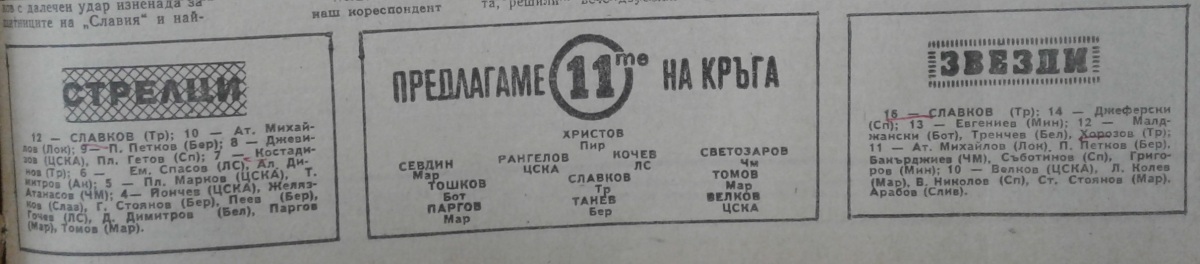 с далечен удар изненада за-
на „Славия“ и най-
наш кореспондент
та, решили
СТРЕЛЦИ
12 — СЛАВКОВ (Тр); 10 — Ат. Михай-
лов (Лок); 9 — П. Петков (Бер); 8 — Джеви-
зов (ЦСКА), Пл. Гетов (Сп); 7 — Костади-
нов (Тр); 6 — Ем. Спасов (ЛС), Ал. Ди-
митров (Ак); 5 — Пл. Марков (ЦСКА), Т.
Атанасов (ЧМ); 4 — Йончев (ЦСКА), Желяз-
ков (Слав), Г. Стоянов (Бер), Пеев (Бер),
Гочев (ЛС), Д. Димитров (Бел), Паргов
(Мар), Томов (Мар).
ПРЕДЛАГАМЕ 11те НА КРЪГА
ХРИСТОВ
Пир
СЕВДИН РАНГЕЛОВ КОЧЕВ СВЕТОЗАРОВ
Мар ЦСКА ЛС Чм
ТОШКОВ СЛАВКОВ ТОМОВ
Бот Тр Мар
ПАРГОВ ТАНЕВ ВЕЛКОВ
Мар Бер ЦСКА
ЗВЕЗДИ
15 — СЛАВКОВ (Тр); 14 — Джеферски
(Сп); 13 — Евгениев (Мин); 12 — Мал-
джански (Бот), Тренчев (Бел), Хорозов (Тр);
11 — Ат. Михайлов (Лок), П. Петков (Бер),
Банърджиев (ЧМ), Съботинов (Сп), Григо-
ров (Мин); 10 — Велков (ЦСКА), Л. Колев
(Мар), В. Николов (Сп), Ст. Стоянов (Мар),
Арабов (Слив).